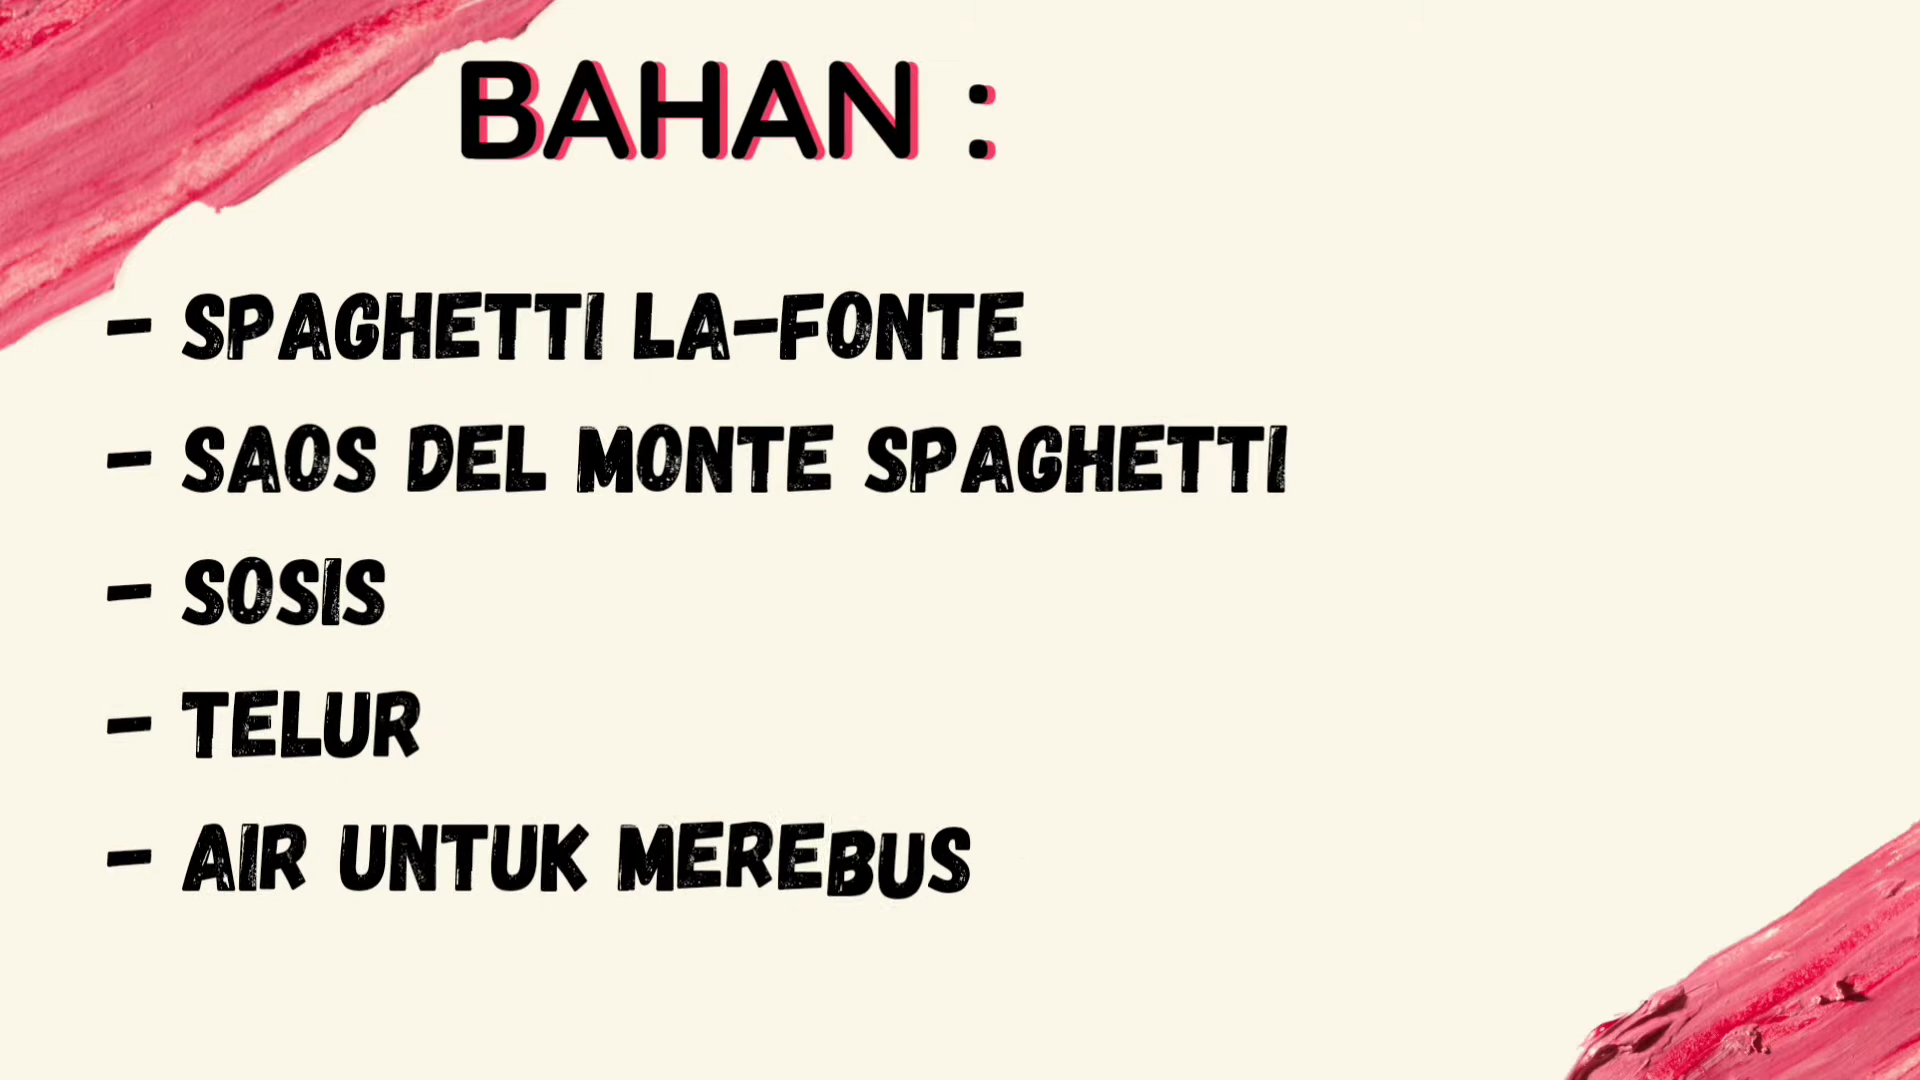 BAHAN :
- SPAGHETTI LA-FONTE
- SAOS DEL MONTE SPAGHETTI
- SOSIS
- TELUR
- AIR UNTUK MEREBUS